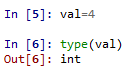 In [5]: val=4
In [6]: type(val)
Out[6]: int